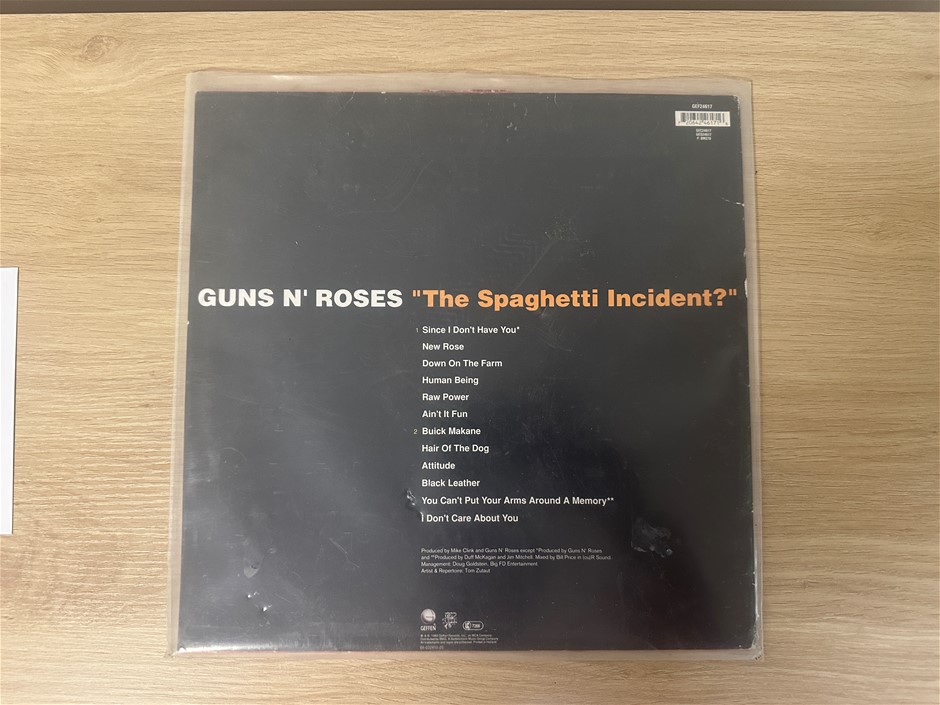 GEF24617
GUNS N' ROSES "The Spaghetti Incident?"
1 Since I Don't Have You*
New Rose
Down On The Farm
Human Being
Raw Power
Ain't It Fun
2 Buick Makane
Hair Of The Dog
Attitude
Black Leather
You Can't Put Your Arms Around A Memory**
I Don't Care About You
Produced by Mike Clink and Guns N' Roses except *Produced by Guns N' Roses
and **Produced by Duff McKagan and Jim Mitchell. Mixed by Bill Price in (ou)R Sound
Management: Doug Goldstein, Big FD Entertainment
Artist & Repertoire: Tom Zutaut
GEFFEN